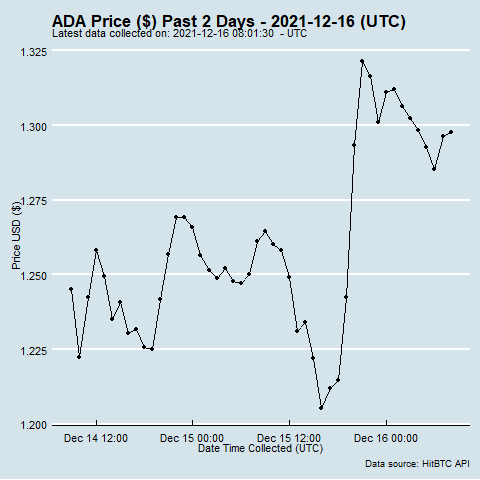 ADA Price ($) Past 2 Days - 2021-12-16 (UTC)
Latest data collected on: 2021-12-16 08:01:30 - UTC
1.325
1.300
1.275
1.250
1.225
1.200
Price USD ($)
Dec 14 12:00 Dec 15 00:00 Dec 15 12:00 Dec 16 00:00
Date Time Collected (UTC)
Data source: HitBTC API